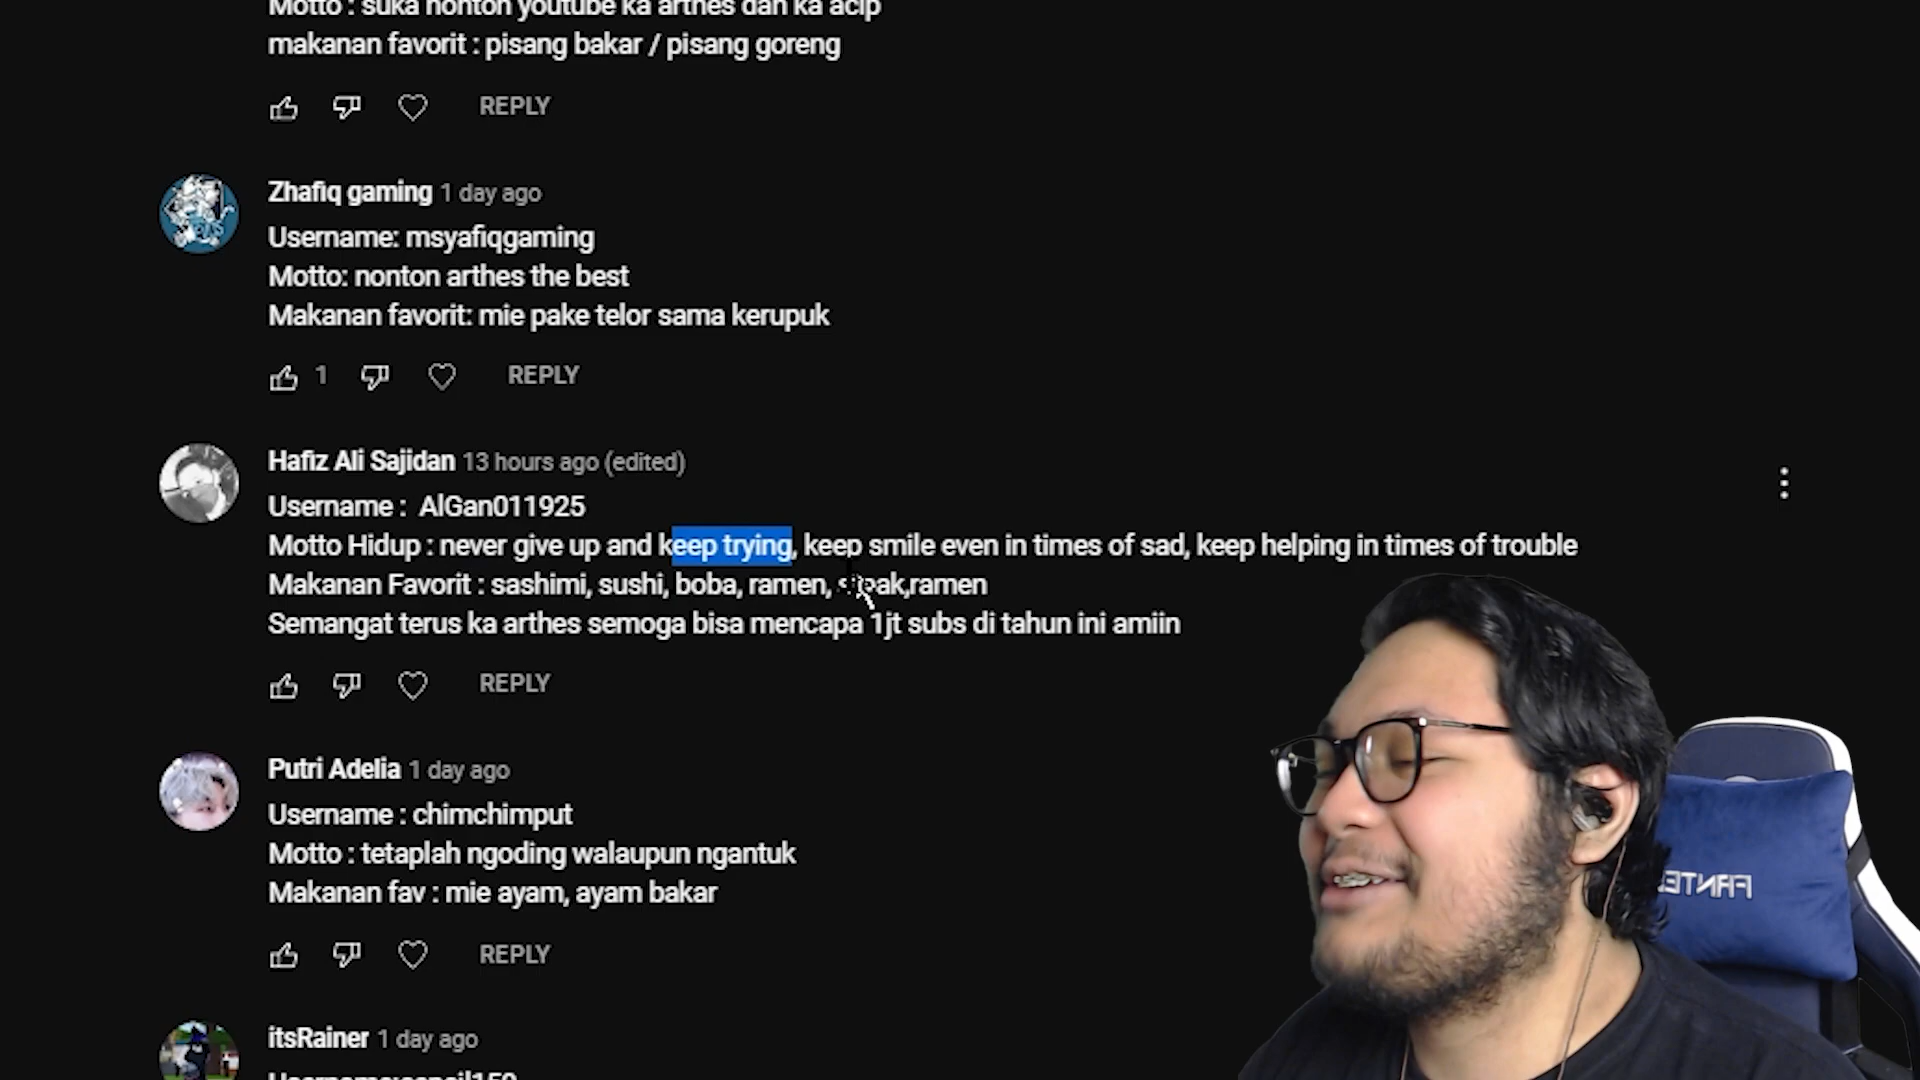 Motto : suka nonton youtube ka arthes dan ka acip
makanan favorit : pisang bakar / pisang goreng
REPLY
Zhafiq gaming 1 day ago
Username: msyafiqgaming
Motto: nonton arthes the best
Makanan favorit: mie pake telor sama kerupuk
1 REPLY
Hafiz Ali Sajidan 13 hours ago (edited)
Username : AlGan011925
Motto Hidup : never give up and keep trying, keep smile even in times of sad, keep helping in times of trouble
Makanan Favorit : sashimi, sushi, boba, ramen, steak,ramen
Semangat terus ka arthes semoga bisa mencapa 1jt subs di tahun ini amiin
REPLY
Putri Adelia 1 day ago
Username : chimchimput
Motto : tetaplah ngoding walaupun ngantuk
Makanan fav : mie ayam, ayam bakar
REPLY
itsRainer 1 day ago